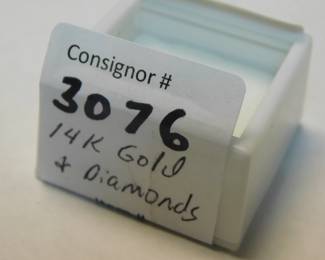 Consignor #
3076
14K Gold
+ Diamonds